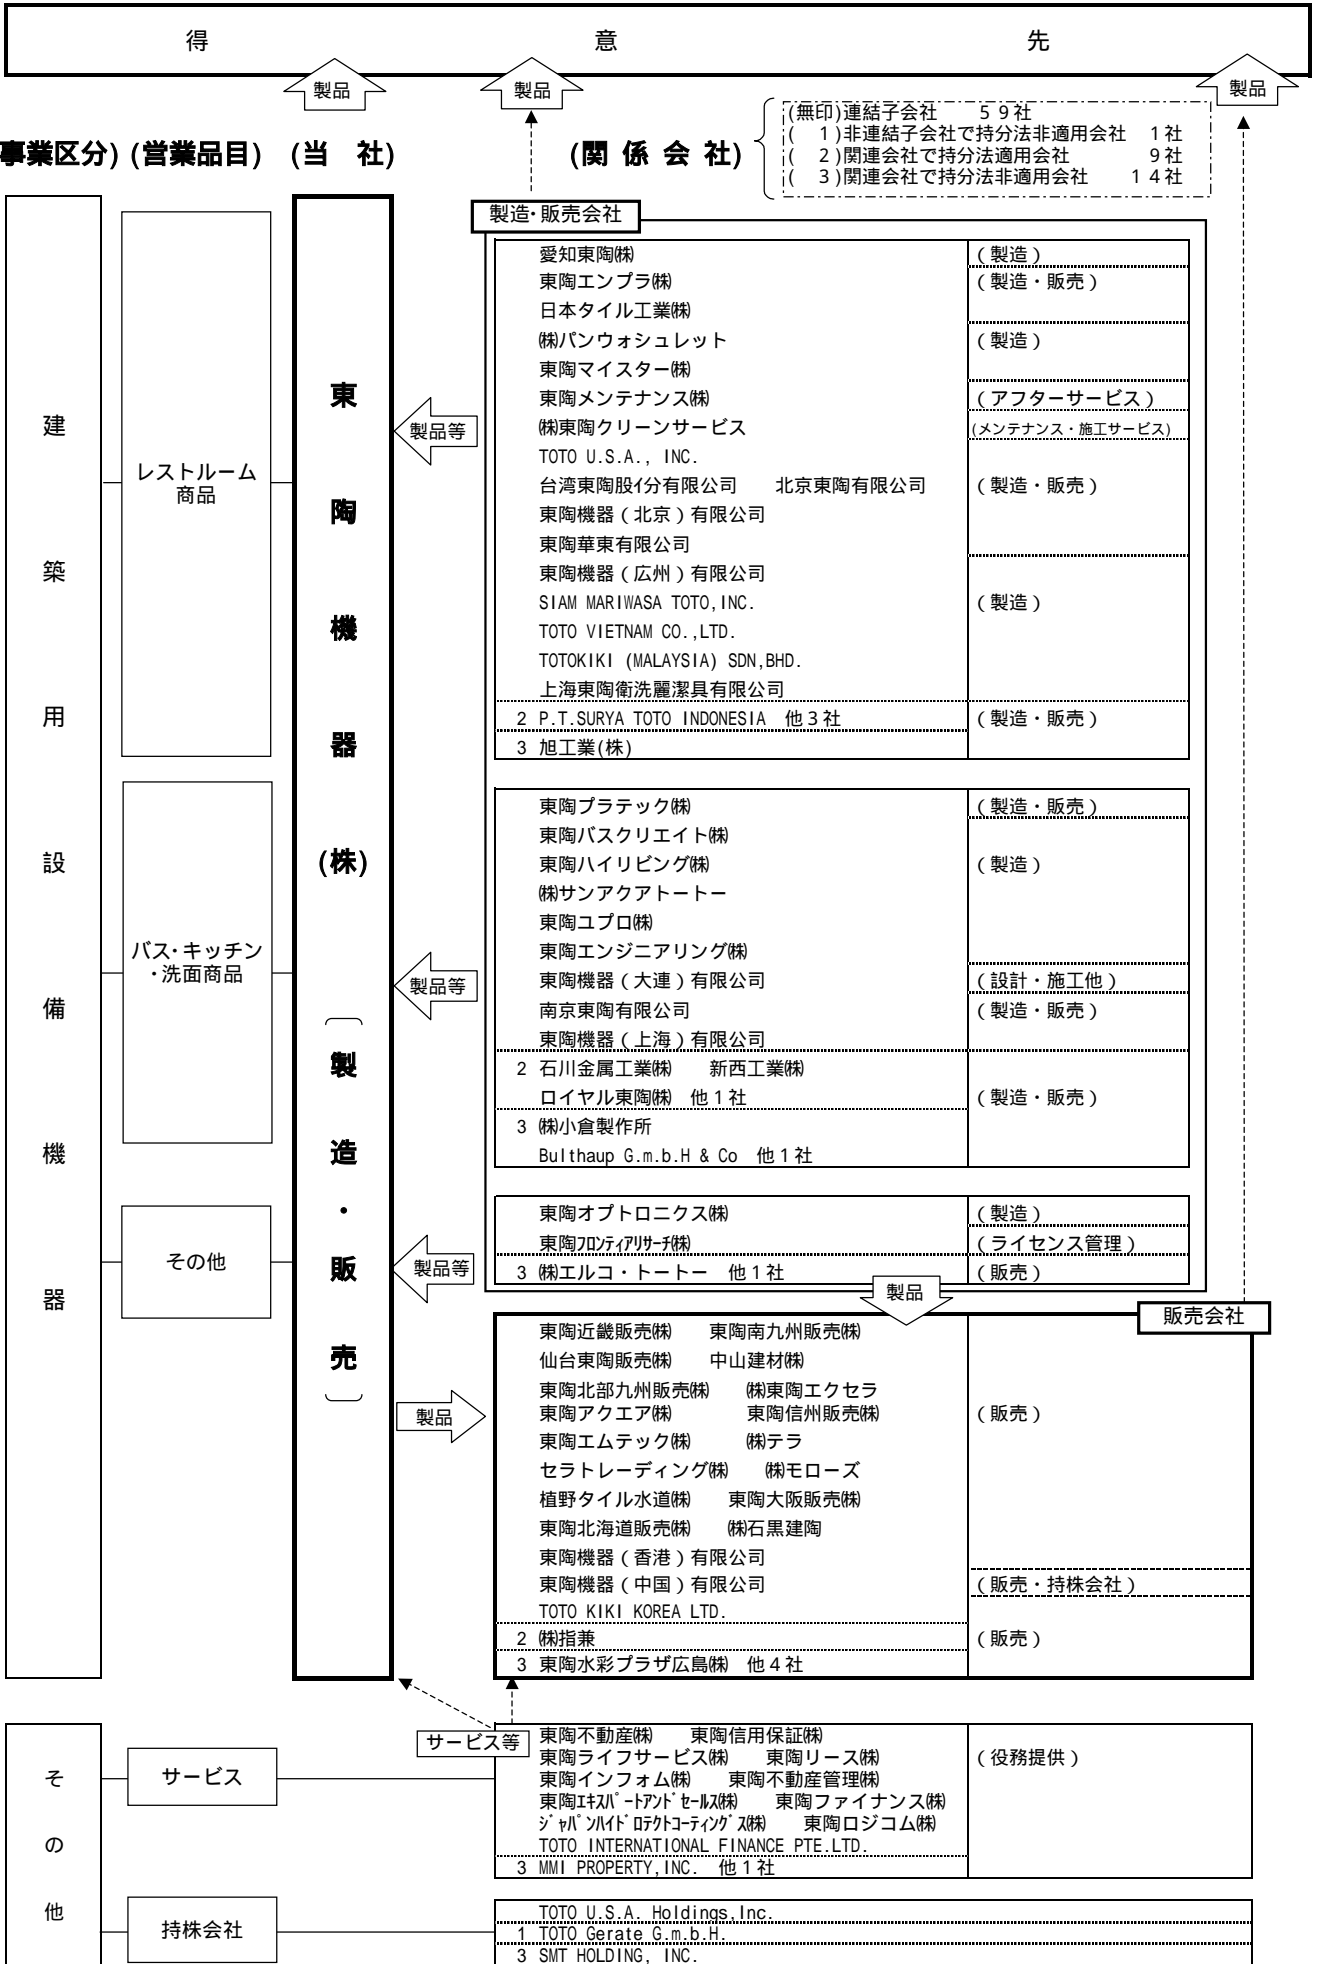 得 意 先
製品 製品 製品
(無印)連結子会社 59社
( 1)非連結子会社で持分法非適用会社 1社
( 2)関連会社で持分法適用会社 9社
( 3)関連会社で持分法非適用会社 14社
事業区分) (営業品目) (当 社) (関 係 会 社)
建築用設備機器
レストルーム
商品
バス・キッチン
・洗面商品
その他
東陶機器(株)
製造・販売
製品等
製品等
製品等
製品
製造・販売会社
愛知東陶㈱ (製造)
東陶エンプラ㈱ (製造・販売)
日本タイル工業㈱
㈱パンウォシュレット (製造)
東陶マイスター㈱
東陶メンテナンス㈱ (アフターサービス)
㈱東陶クリーンサービス (メンテナンス・施工サービス)
TOTO U.S.A., INC.
台湾東陶股イ分有限公司 北京東陶有限公司 (製造・販売)
東陶機器(北京)有限公司
東陶華東有限公司
東陶機器(広州)有限公司
SIAM MARIWASA TOTO,INC. (製造)
TOTO VIETNAM CO.,LTD.
TOTOKIKI (MALAYSIA) SDN,BHD.
上海東陶衛洗麗潔具有限公司
2 P.T.SURYA TOTO INDONESIA 他3社 (製造・販売)
3 旭工業(株)
東陶プラテック㈱ (製造・販売)
東陶バスクリエイト㈱
東陶ハイリビング㈱ (製造)
㈱サンアクアトートー
東陶ユプロ㈱
東陶エンジニアリング㈱
東陶機器(大連)有限公司 (設計・施工他)
南京東陶有限公司 (製造・販売)
東陶機器(上海)有限公司
2 石川金属工業㈱ 新西工業㈱
ロイヤル東陶㈱ 他1社 (製造・販売)
3 ㈱小倉製作所
Bulthaup G.m.b.H & Co 他1社
東陶オプトロニクス㈱ (製造)
東陶ﾌﾛﾝﾃｨｱﾘｻｰﾁ㈱ (ライセンス管理)
3 ㈱エルコ・トートー 他1社 (販売)
製品
販売会社
東陶近畿販売㈱ 東陶南九州販売㈱
仙台東陶販売㈱ 中山建材㈱
東陶北部九州販売㈱ ㈱東陶エクセラ
東陶アクエア㈱ 東陶信州販売㈱ (販売)
東陶エムテック㈱ ㈱テラ
セラトレーディング㈱ ㈱モローズ
植野タイル水道㈱ 東陶大阪販売㈱
東陶北海道販売㈱ ㈱石黒建陶
東陶機器(香港)有限公司
東陶機器(中国)有限公司 (販売・持株会社)
TOTO KIKI KOREA LTD.
2 ㈱指兼 (販売)
3 東陶水彩プラザ広島㈱ 他4社
その他
サービス
持株会社
サービス等
東陶不動産㈱ 東陶信用保証㈱
東陶ライフサービス㈱ 東陶リース㈱ (役務提供)
東陶インフォム㈱ 東陶不動産管理㈱
東陶ｴｷｽﾊﾟｰﾄｱﾝﾄﾞｾｰﾙｽ㈱ 東陶ファイナンス㈱
ｼﾞｬﾊﾟﾝﾊｲﾄﾞﾛﾃｸﾄｺｰﾃｨﾝｸﾞｽ㈱ 東陶ロジコム㈱
TOTO INTERNATIONAL FINANCE PTE.LTD.
3 MMI PROPERTY,INC. 他1社
TOTO U.S.A. Holdings,Inc.
1 TOTO Gerate G.m.b.H.
3 SMT HOLDING, INC.